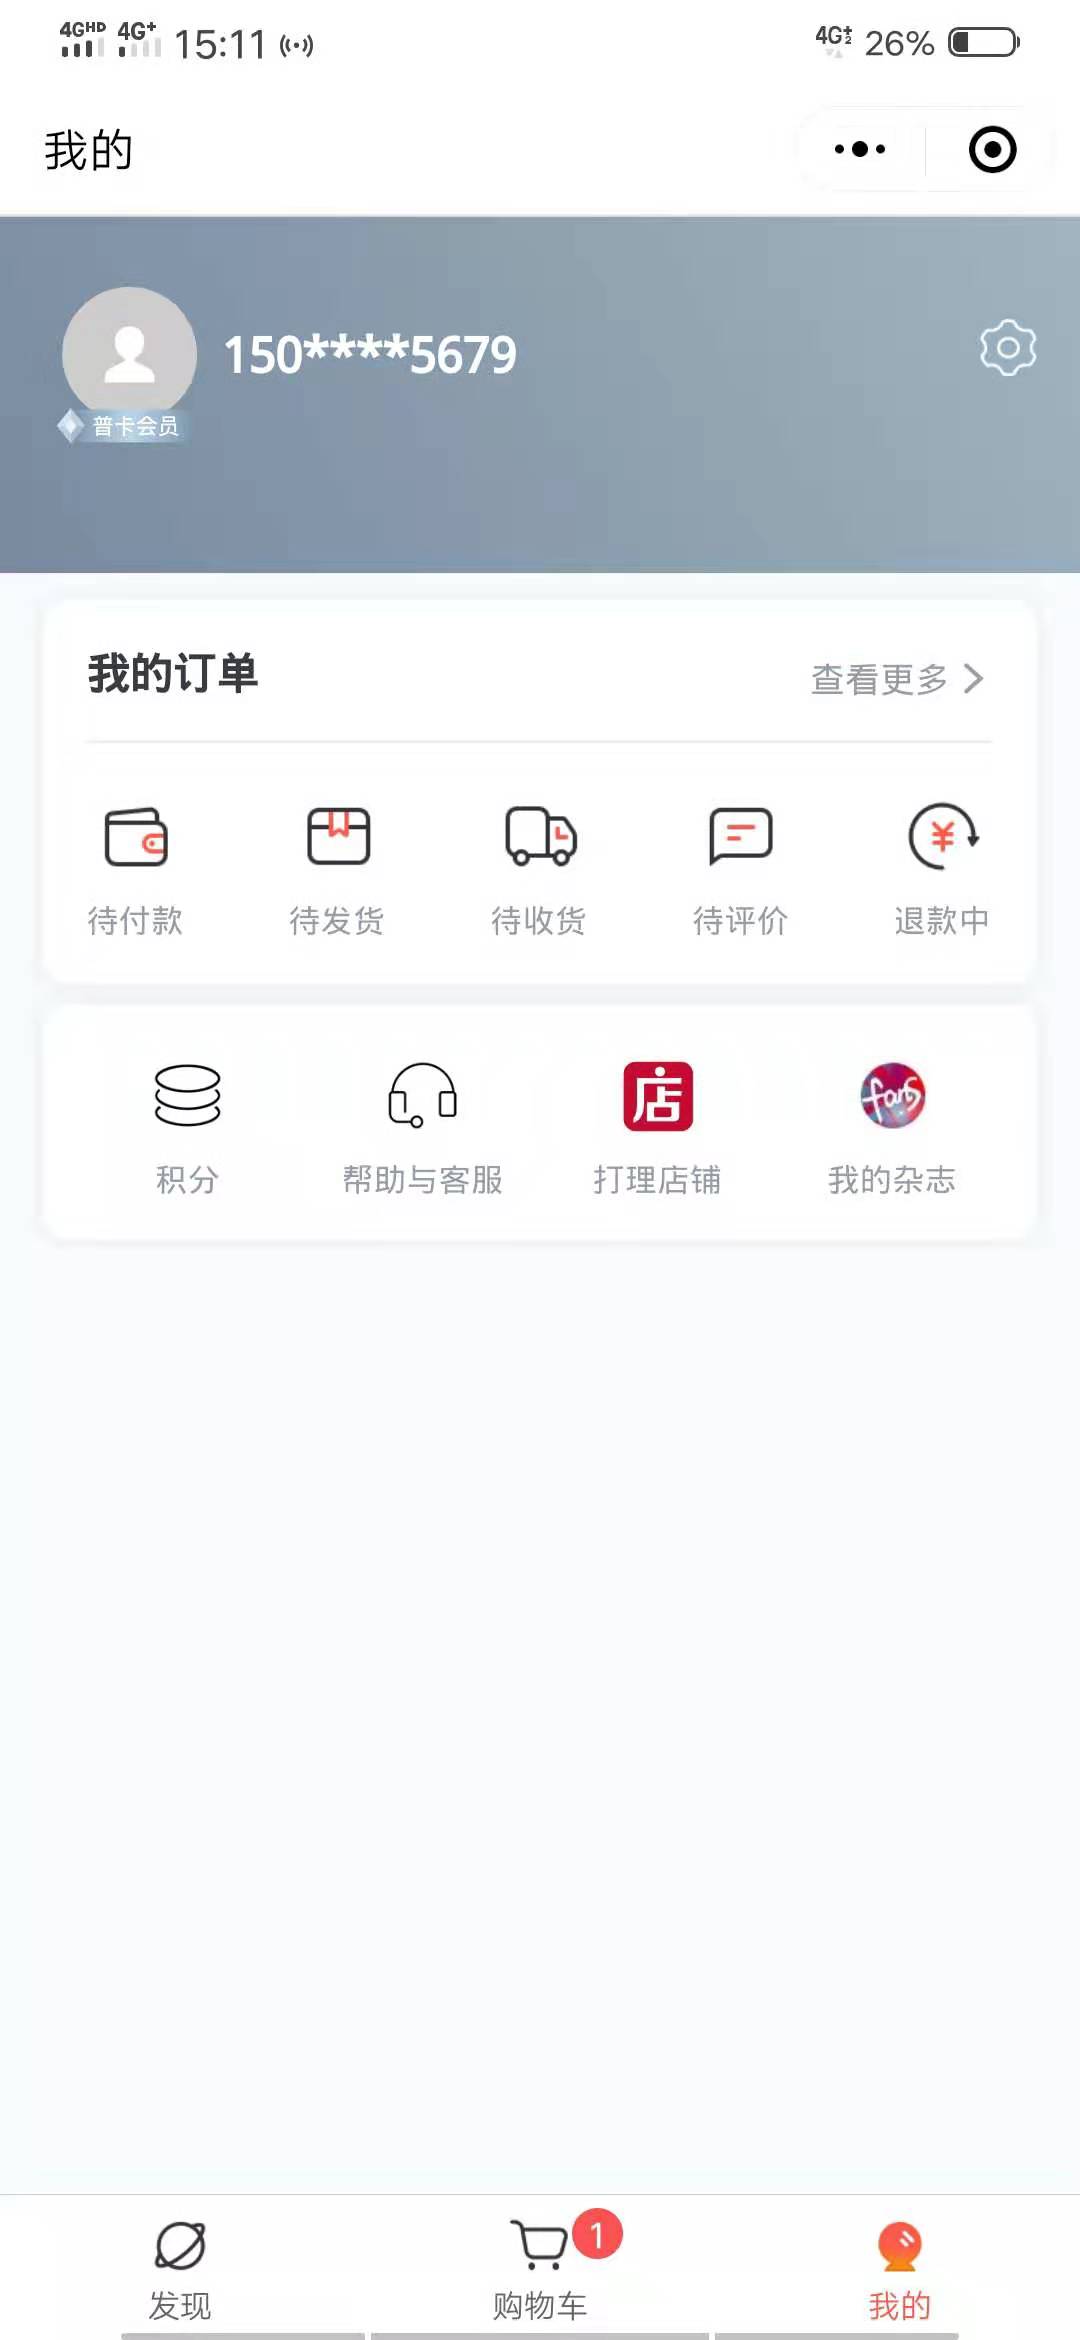 4GHD 4G+ 15:11 4G±2 26%
我的
150****5679
普卡会员
我的订单 查看更多
待付款 待发货 待收货 待评价 退款中
店 fans
积分 帮助与客服 打理店铺 我的杂志
1
发现 购物车 我的